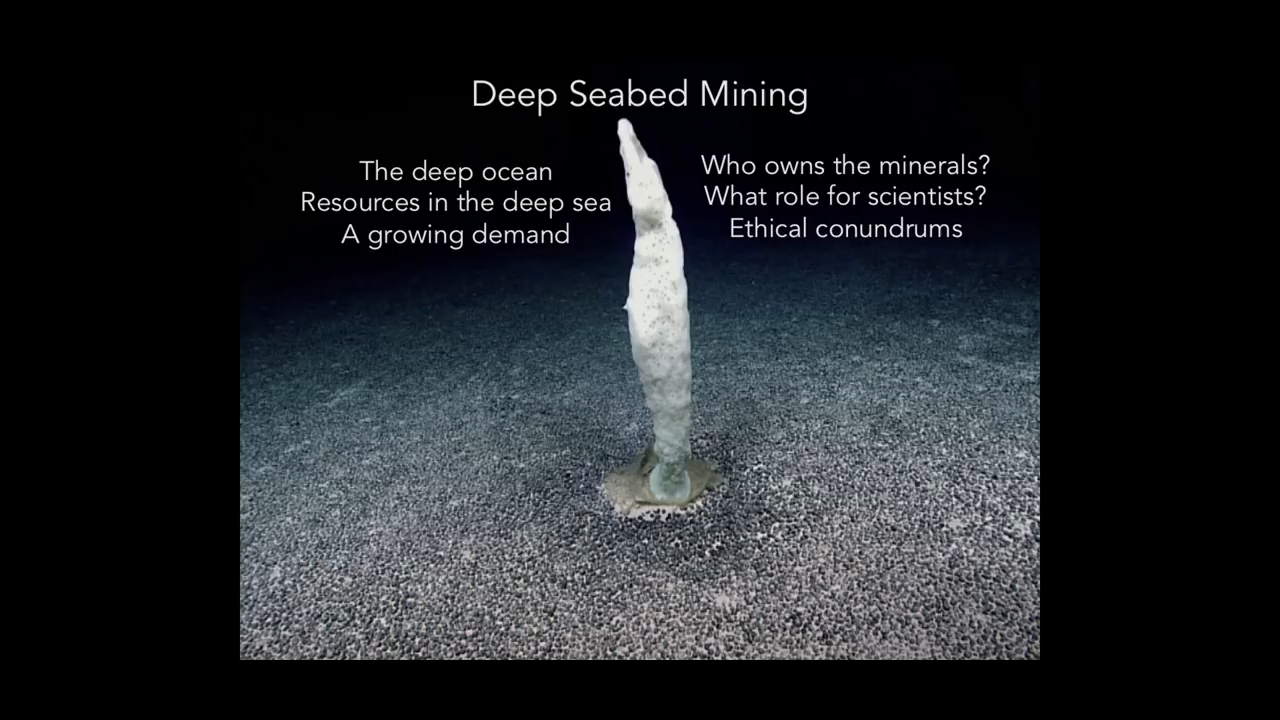 Deep Seabed Mining
The deep ocean
Resources in the deep sea
A growing demand
Who owns the minerals?
What role for scientists?
Ethical conundrums